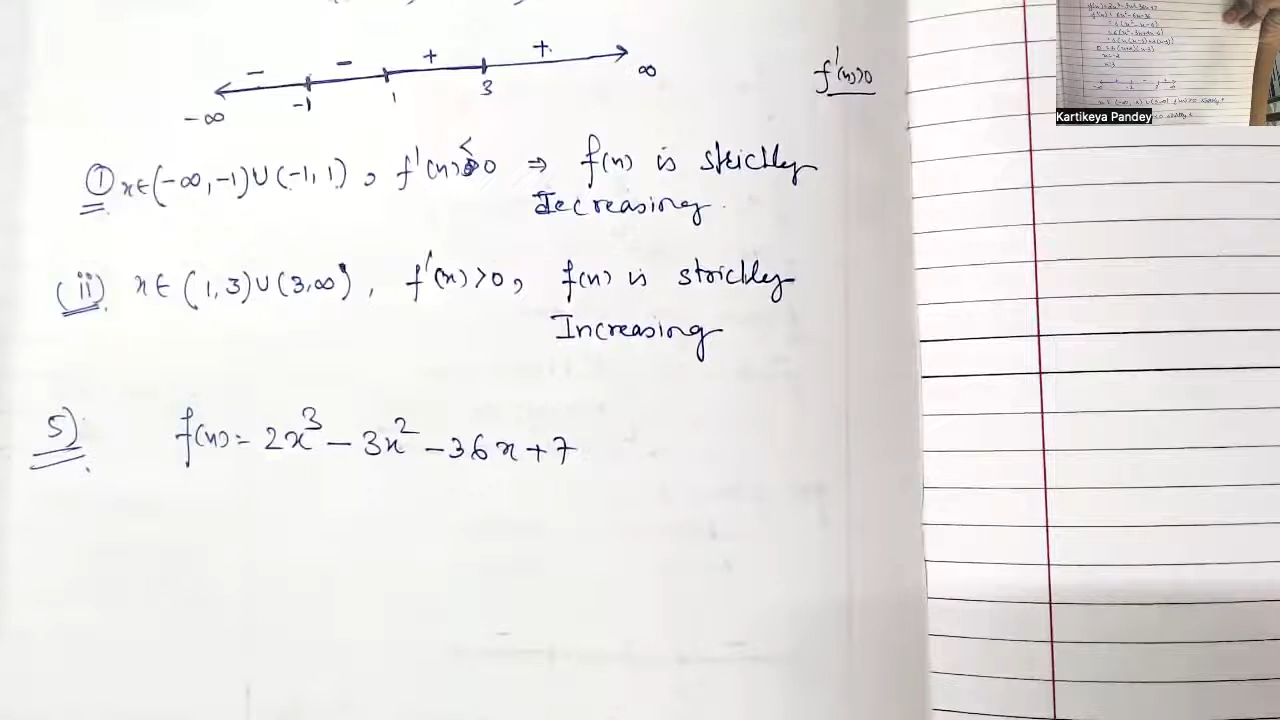 - - + +
-∞ -1 1 3 ∞
f'(x)>0
① x∈(-∞,-1)∪(-1,1), f'(x)<0 ⇒ f(x) is strictly
Decreasing.
(ii) x∈(1,3)∪(3,∞), f'(x)>0, f(x) is strictly
Increasing
5) f(x)= 2x³-3x²-36x+7
Kartikeya Pandey